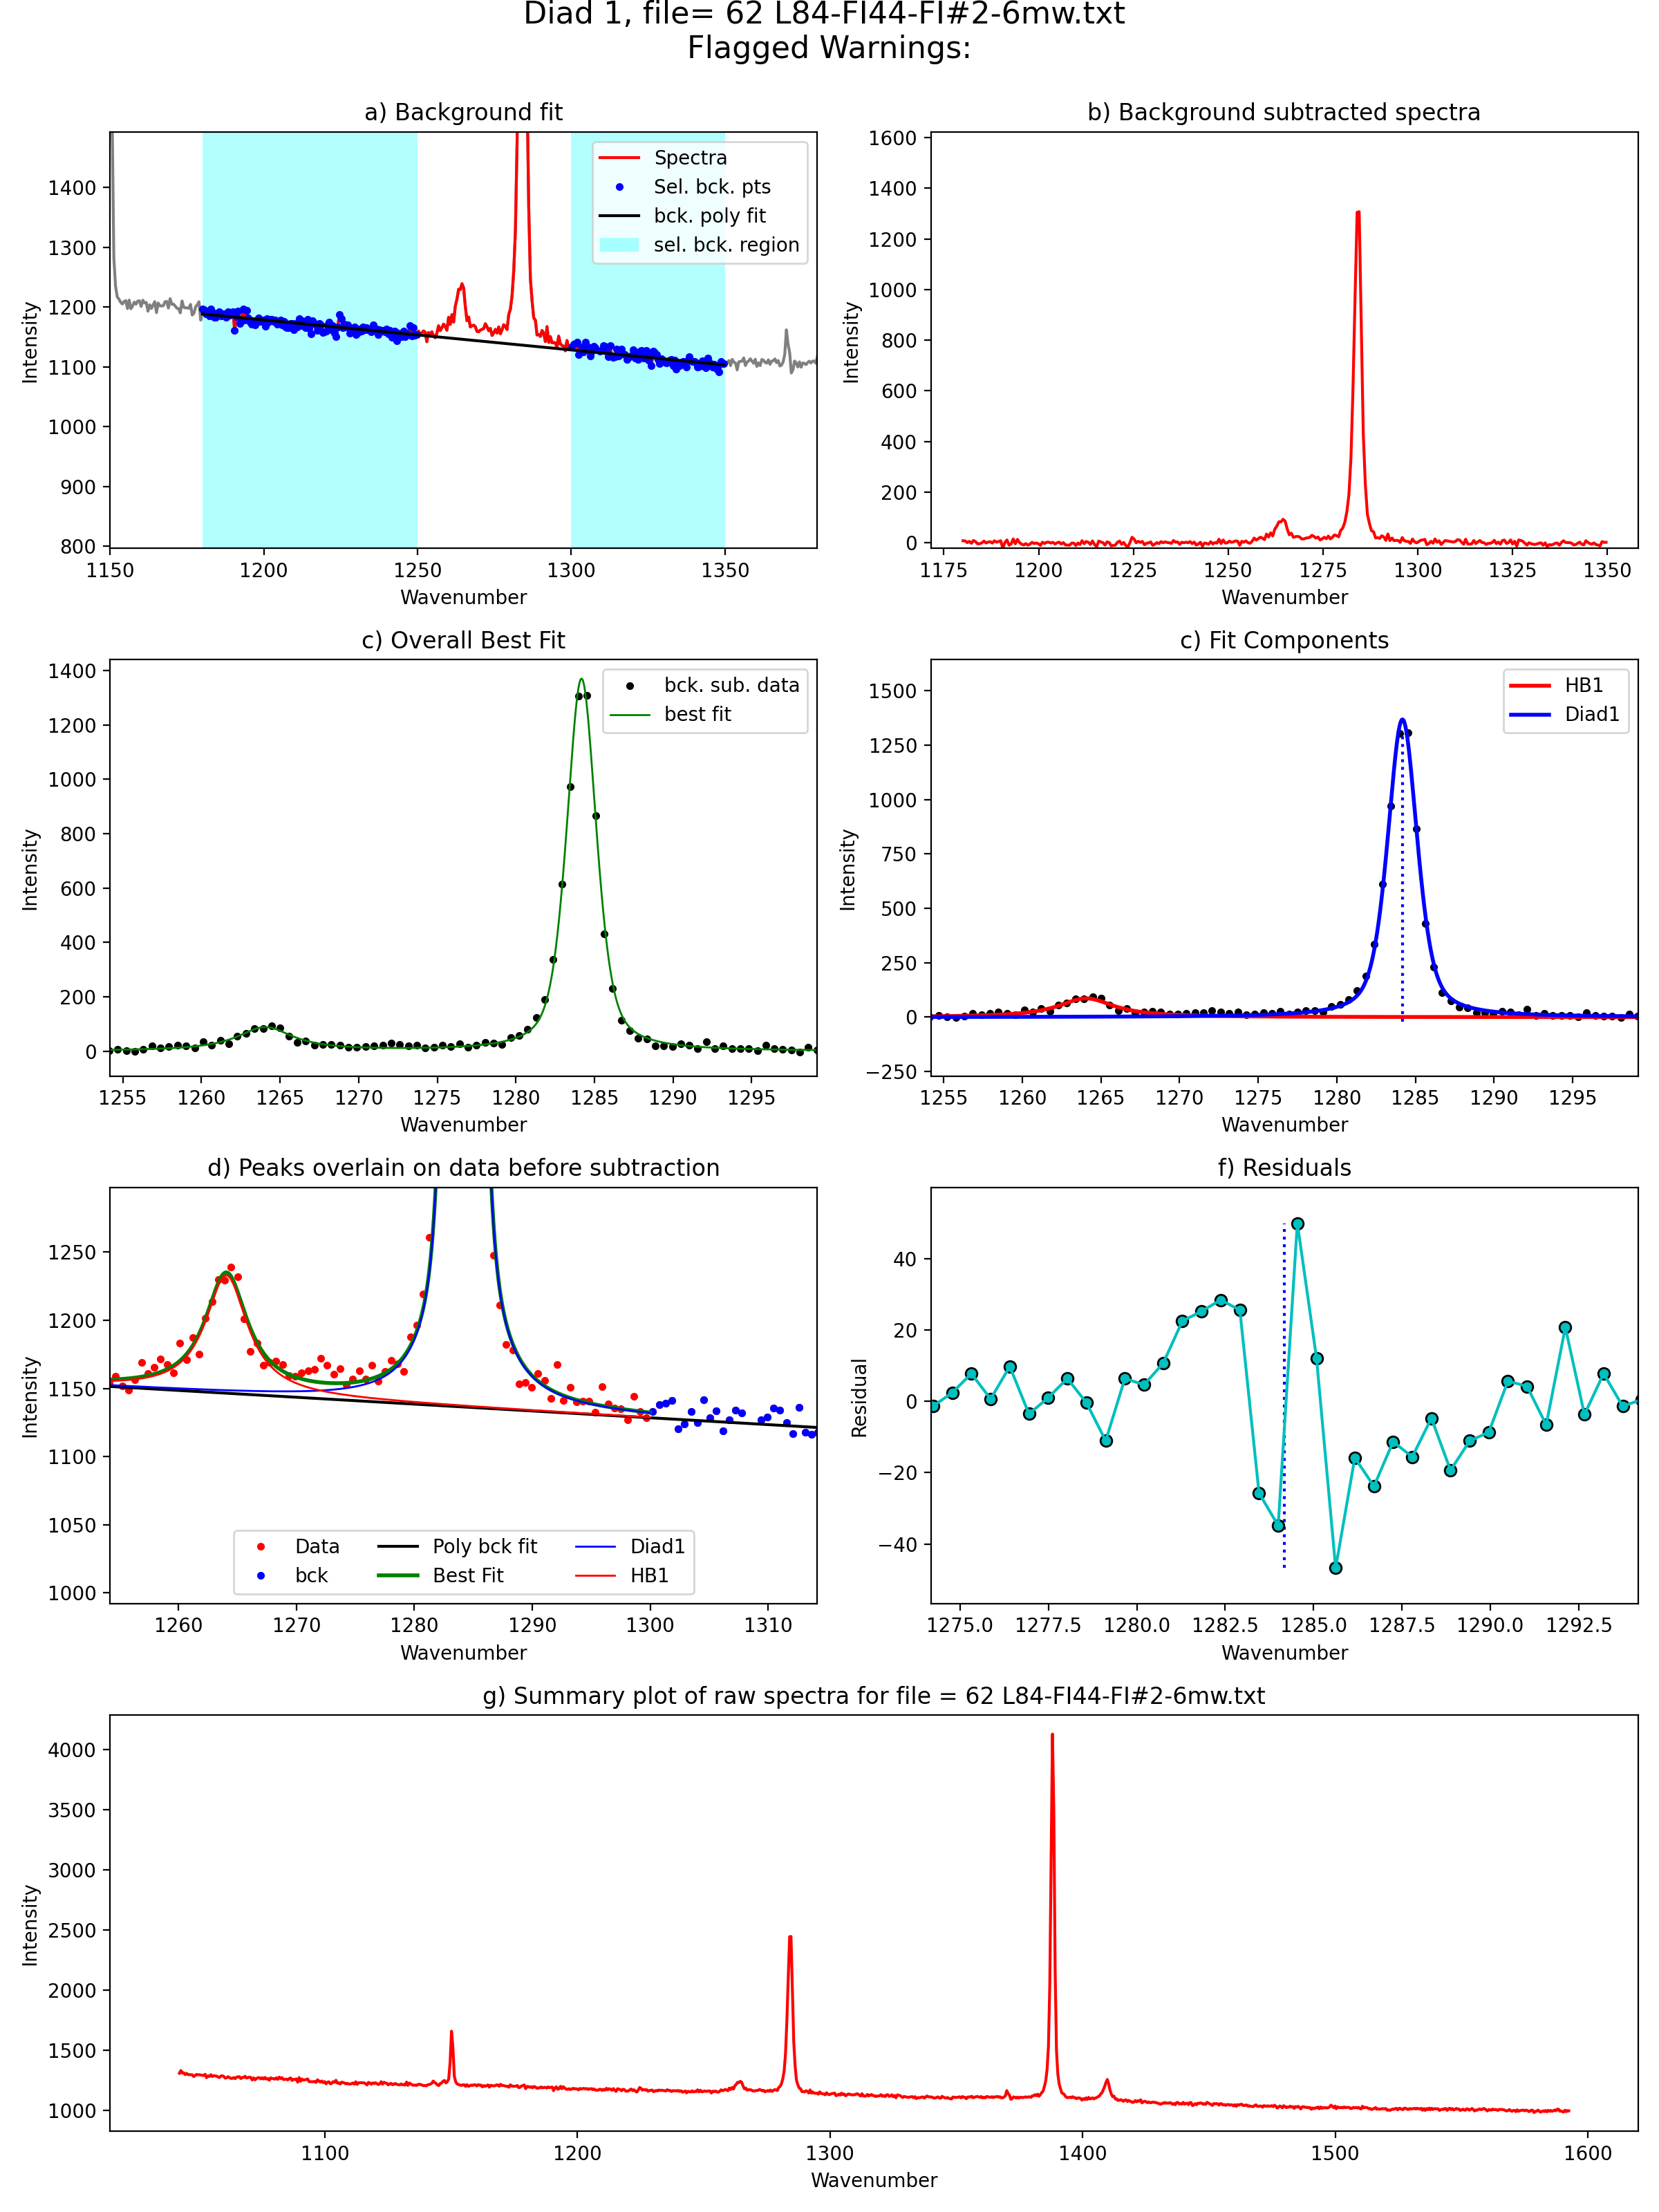 Diad 1, file= 62 L84-FI44-FI#2-6mw.txt
Flagged Warnings:
a) Background fit
1400
1300
1200
1100
1000
900
800
Intensity
1150 1200 1250 1300 1350
Wavenumber
Spectra
Sel. bck. pts
bck. poly fit
sel. bck. region
b) Background subtracted spectra
1600
1400
1200
1000
800
600
400
200
0
Intensity
1175 1200 1225 1250 1275 1300 1325 1350
Wavenumber
c) Overall Best Fit
1400
1200
1000
800
600
400
200
0
Intensity
1255 1260 1265 1270 1275 1280 1285 1290 1295
Wavenumber
bck. sub. data
best fit
c) Fit Components
1500
1250
1000
750
500
250
0
−250
Intensity
1255 1260 1265 1270 1275 1280 1285 1290 1295
Wavenumber
HB1
Diad1
d) Peaks overlain on data before subtraction
1250
1200
1150
1100
1050
1000
Intensity
1260 1270 1280 1290 1300 1310
Wavenumber
Data
bck
Poly bck fit
Best Fit
Diad1
HB1
f) Residuals
40
20
0
−20
−40
Residual
1275.0 1277.5 1280.0 1282.5 1285.0 1287.5 1290.0 1292.5
Wavenumber
g) Summary plot of raw spectra for file = 62 L84-FI44-FI#2-6mw.txt
4000
3500
3000
2500
2000
1500
1000
Intensity
1100 1200 1300 1400 1500 1600
Wavenumber